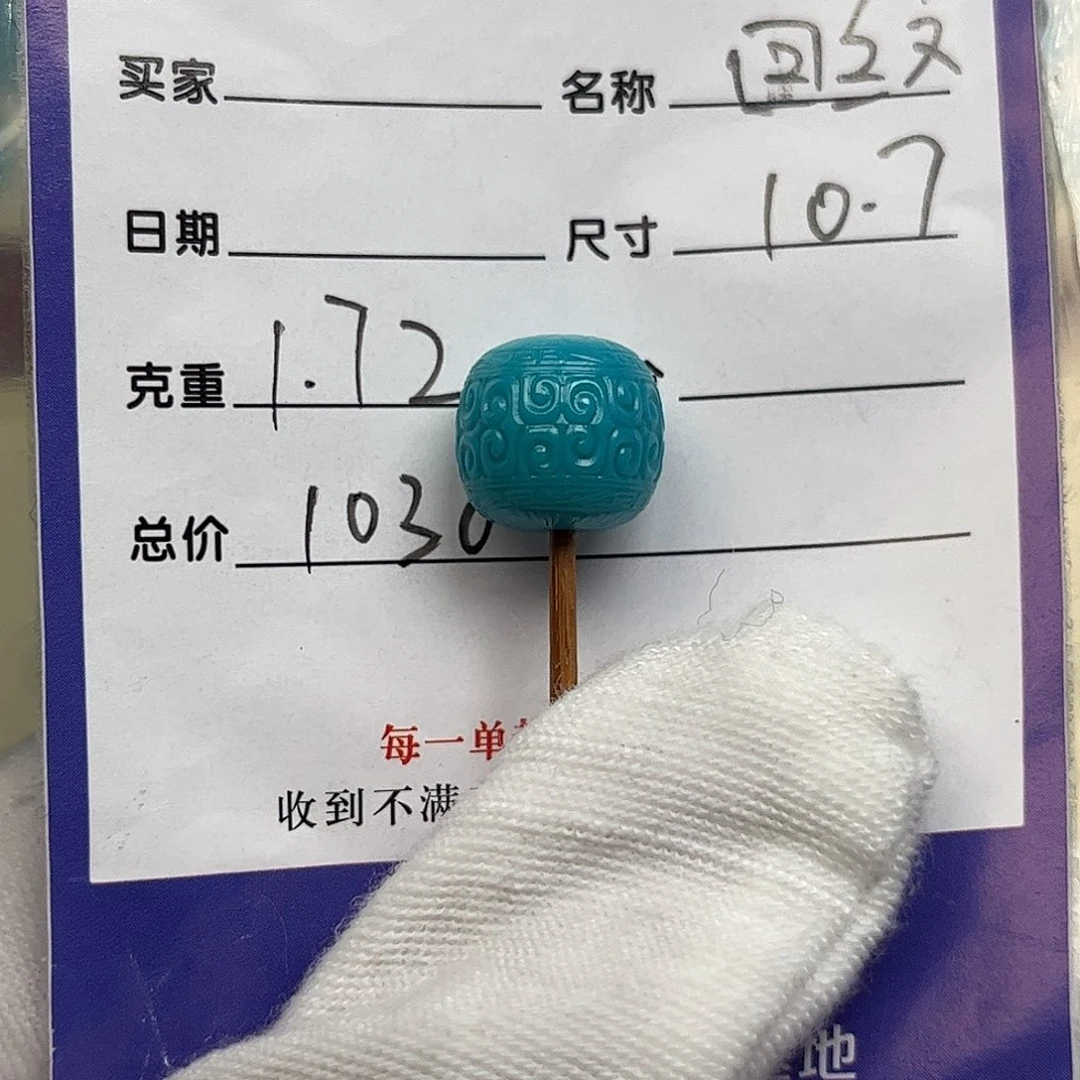 买家 名称 回纹
日期 尺寸 10.7
克重 1.72
总价 1030
每一单
收到不满
地